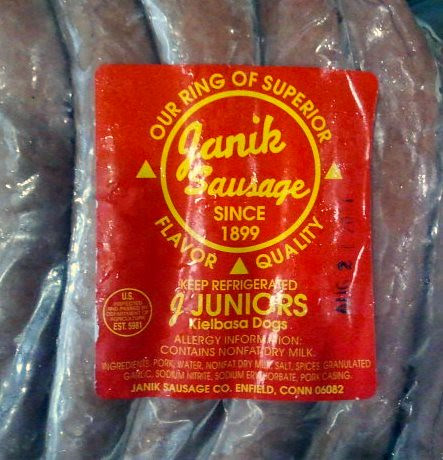 OUR RING OF SUPERIOR
Janik
Sausage
SINCE
1899
FLAVOR QUALITY
KEEP REFRIGERATED
J JUNIORS
Kielbasa Dogs
U.S.
INSPECTED
AND PASSED BY
DEPARTMENT OF
AGRICULTURE
EST. 5981
ALLERGY INFORMATION:
CONTAINS NONFAT DRY MILK.
INGREDIENTS: PORK, WATER, NONFAT DRY MILK, SALT, SPICES, GRANULATED
GARLIC, SODIUM NITRITE, SODIUM ERYTHORBATE, PORK CASING.
JANIK SAUSAGE CO. ENFIELD, CONN 06082